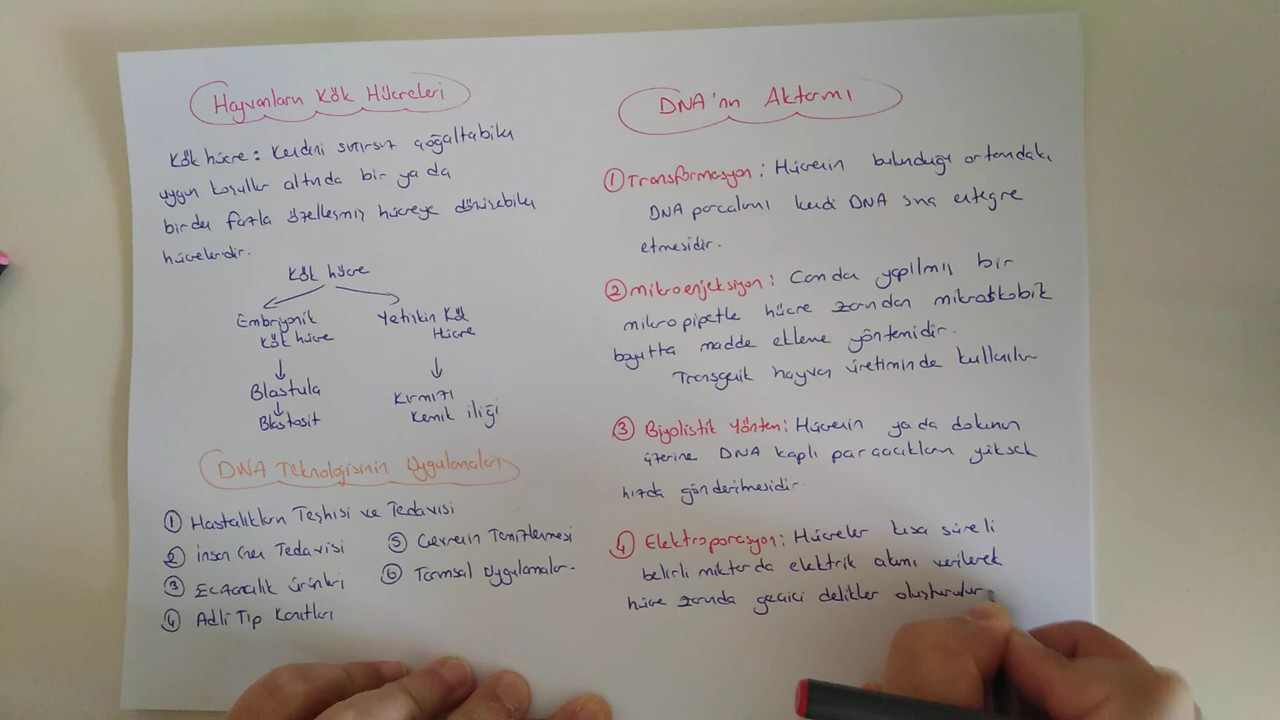 Hayvanların Kök Hücreleri
Kök hücre: Kendini sınırsız çoğaltabilen
uygun koşullar altında bir ya da
birden fazla özelleşmiş hücreye dönüşebilen
hücrelerdir.
Kök hücre
Embriyonik
Kök hücre
Blastula
Blastosit
Yetişkin Kök
Hücre
Kırmızı
Kemik iliği
DNA Teknolojisinin Uygulamaları
① Hastalıkların Teşhisi ve Tedavisi
② insan Gen Tedavisi
③ Eczacılık ürünleri
④ Adli Tıp Kanıtları
⑤ Çevrenin Temizlenmesi
⑥ Tarımsal Uygulamalar.
DNA'nın Aktarımı
① Transformasyon: Hücrenin bulunduğu ortamdaki
DNA parçalarını kendi DNA sına entegre
etmesidir.
② mikroenjeksiyon: Camdan yapılmış bir
mikropipetle hücre zarından mikroskobik
boyutta madde ekleme yöntemidir.
Transgenik hayvan üretiminde kullanılır
③ Biyolistik Yöntem: Hücrenin ya da dokunun
üzerine DNA kaplı parçacıkların yüksek
hızda gönderilmesidir.
④ Elektroporasyon: Hücreler kısa süreli
belirli miktarda elektrik akımı verilerek
hücre zarında geçici delikler oluşturulur